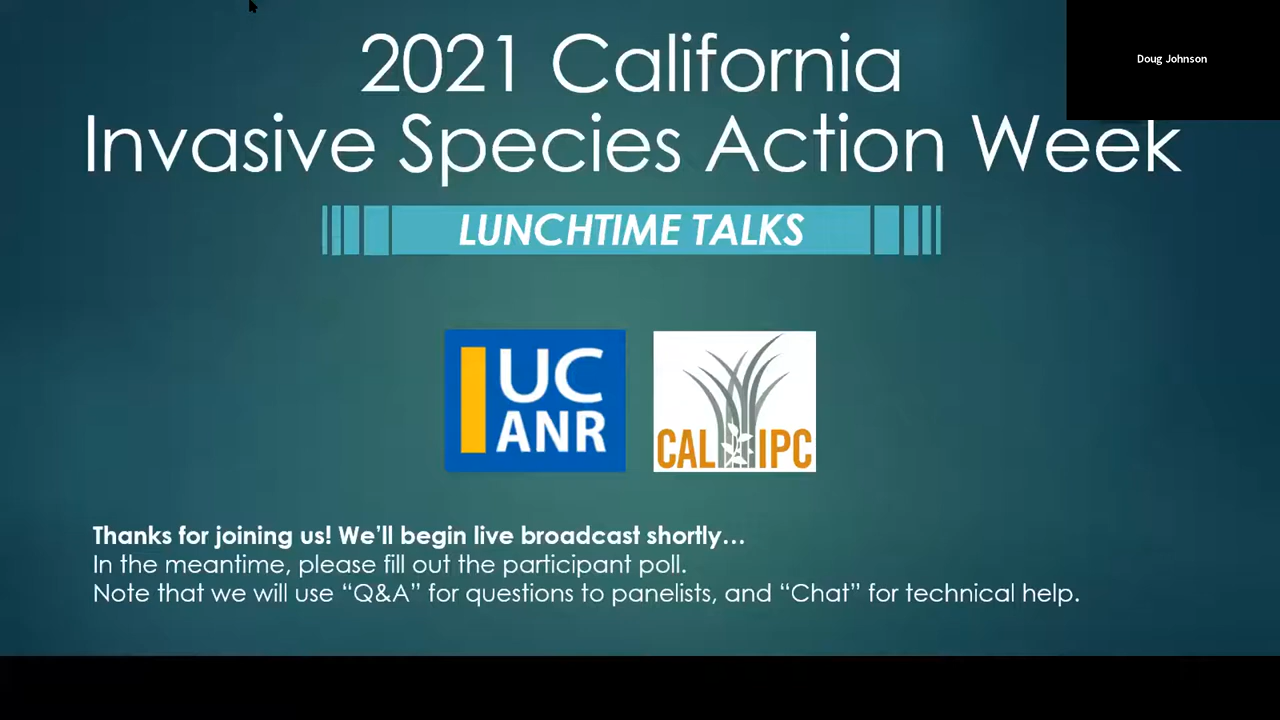 2021 California
Doug Johnson
Invasive Species Action Week
LUNCHTIME TALKS
UC
ANR
CAL IPC
Thanks for joining us! We’ll begin live broadcast shortly…
In the meantime, please fill out the participant poll.
Note that we will use “Q&A” for questions to panelists, and “Chat” for technical help.